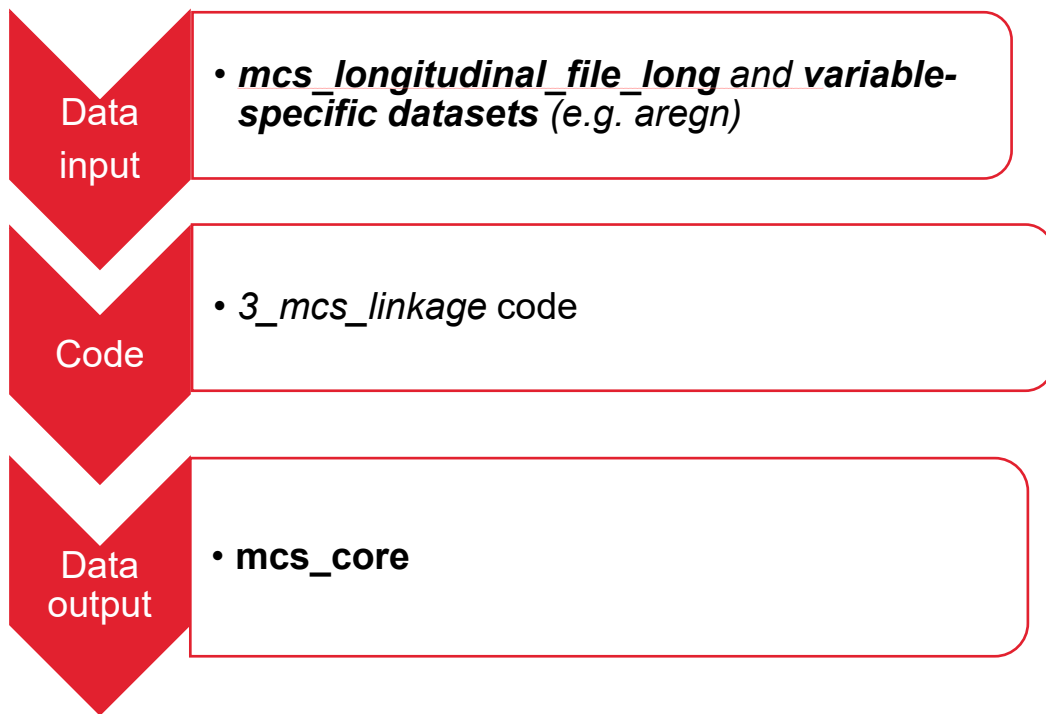 Data
input
• mcs_longitudinal_file_long and variable-
specific datasets (e.g. aregn)
Code
• 3_mcs_linkage code
Data
output
• mcs_core